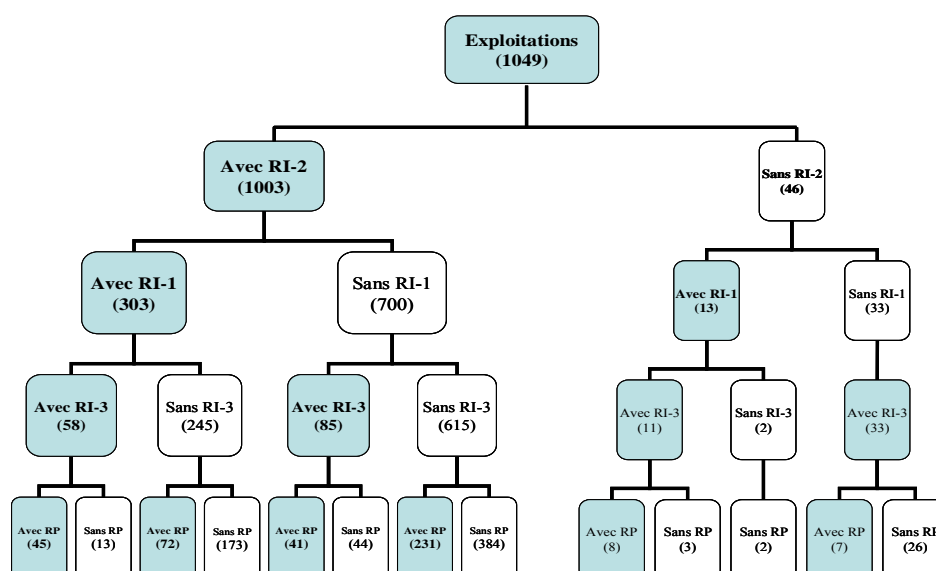 Exploitations
(1049)
Avec RI-2
(1003)
Sans RI-2
(46)
Avec RI-1
(303)
Sans RI-1
(700)
Avec RI-1
(13)
Sans RI-1
(33)
Avec RI-3
(58)
Sans RI-3
(245)
Avec RI-3
(85)
Sans RI-3
(615)
Avec RI-3
(11)
Sans RI-3
(2)
Avec RI-3
(33)
Avec RP
(45)
Sans RP
(13)
Avec RP
(72)
Sans RP
(173)
Avec RP
(41)
Sans RP
(44)
Avec RP
(231)
Sans RP
(384)
Avec RP
(8)
Sans RP
(3)
Sans RP
(2)
Avec RP
(7)
Sans RP
(26)